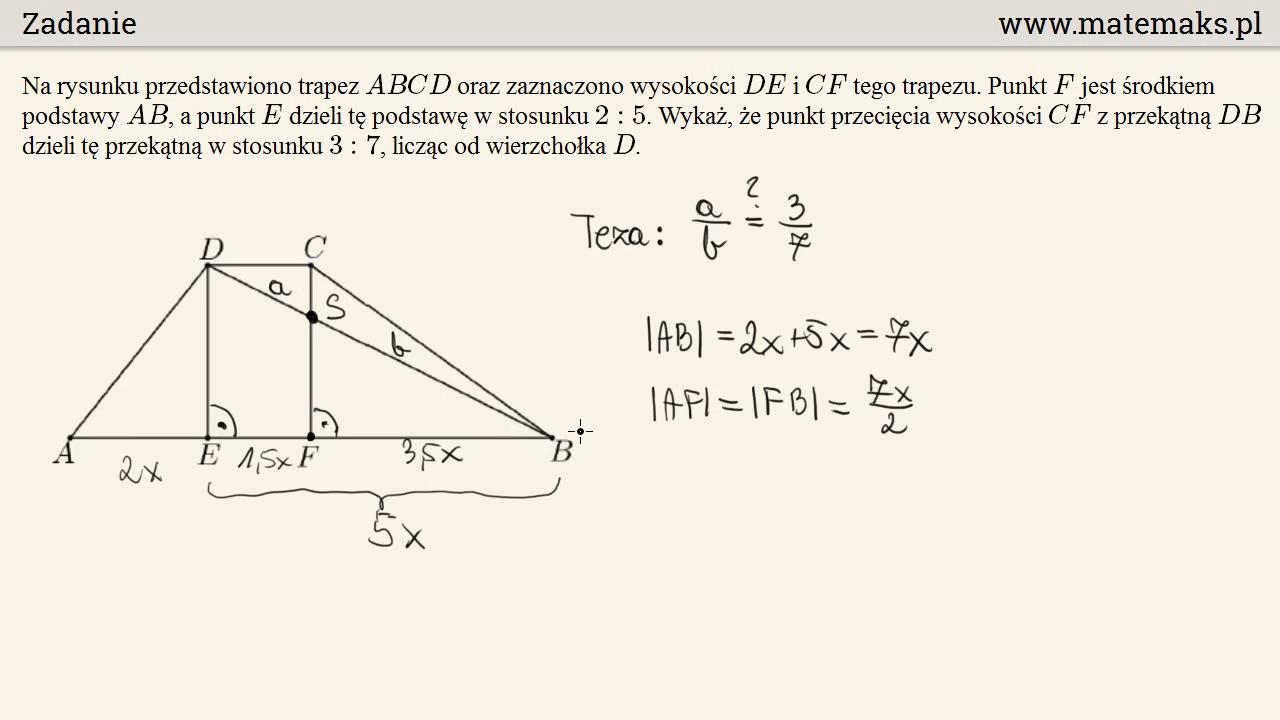 Zadanie
www.matemaks.pl
Na rysunku przedstawiono trapez ABCD oraz zaznaczono wysokości DE i CF tego trapezu. Punkt F jest środkiem
podstawy AB, a punkt E dzieli tę podstawę w stosunku 2 : 5. Wykaż, że punkt przecięcia wysokości CF z przekątną DB
dzieli tę przekątną w stosunku 3 : 7, licząc od wierzchołka D.
Teza: a/b ?= 3/7
D C
a S
b
|AB| = 2x+5x = 7x
|AF| = |FB| = 7x/2
A E F B
2x 1,5x 3,5x
5x